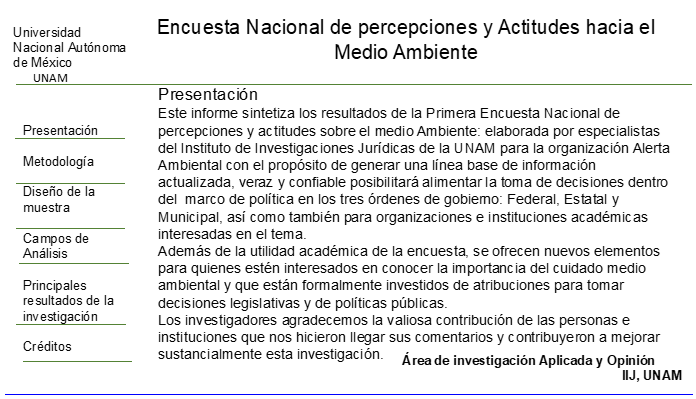 Universidad
Nacional Autónoma
de México
UNAM
Encuesta Nacional de percepciones y Actitudes hacia el
Medio Ambiente
Presentación
Metodología
Diseño de la
muestra
Campos de
Análisis
Principales
resultados de la
investigación
Créditos
Presentación
Este informe sintetiza los resultados de la Primera Encuesta Nacional de
percepciones y actitudes sobre el medio Ambiente: elaborada por especialistas
del Instituto de Investigaciones Jurídicas de la UNAM para la organización Alerta
Ambiental con el propósito de generar una línea base de información
actualizada, veraz y confiable posibilitará alimentar la toma de decisiones dentro
del marco de política en los tres órdenes de gobierno: Federal, Estatal y
Municipal, así como también para organizaciones e instituciones académicas
interesadas en el tema.
Además de la utilidad académica de la encuesta, se ofrecen nuevos elementos
para quienes estén interesados en conocer la importancia del cuidado medio
ambiental y que están formalmente investidos de atribuciones para tomar
decisiones legislativas y de políticas públicas.
Los investigadores agradecemos la valiosa contribución de las personas e
instituciones que nos hicieron llegar sus comentarios y contribuyeron a mejorar
sustancialmente esta investigación.
Área de investigación Aplicada y Opinión
IIJ, UNAM